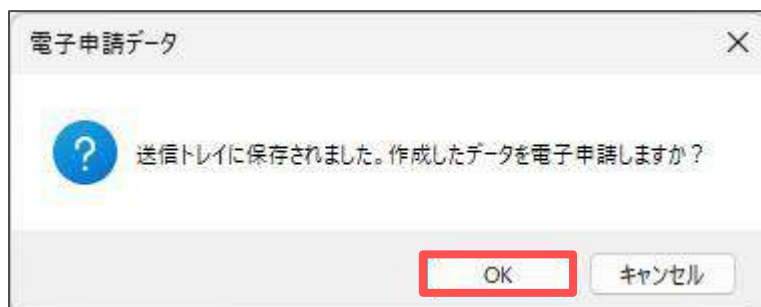 電子申請データ
送信トレイに保存されました。作成したデータを電子申請しますか？
OK
キャンセル